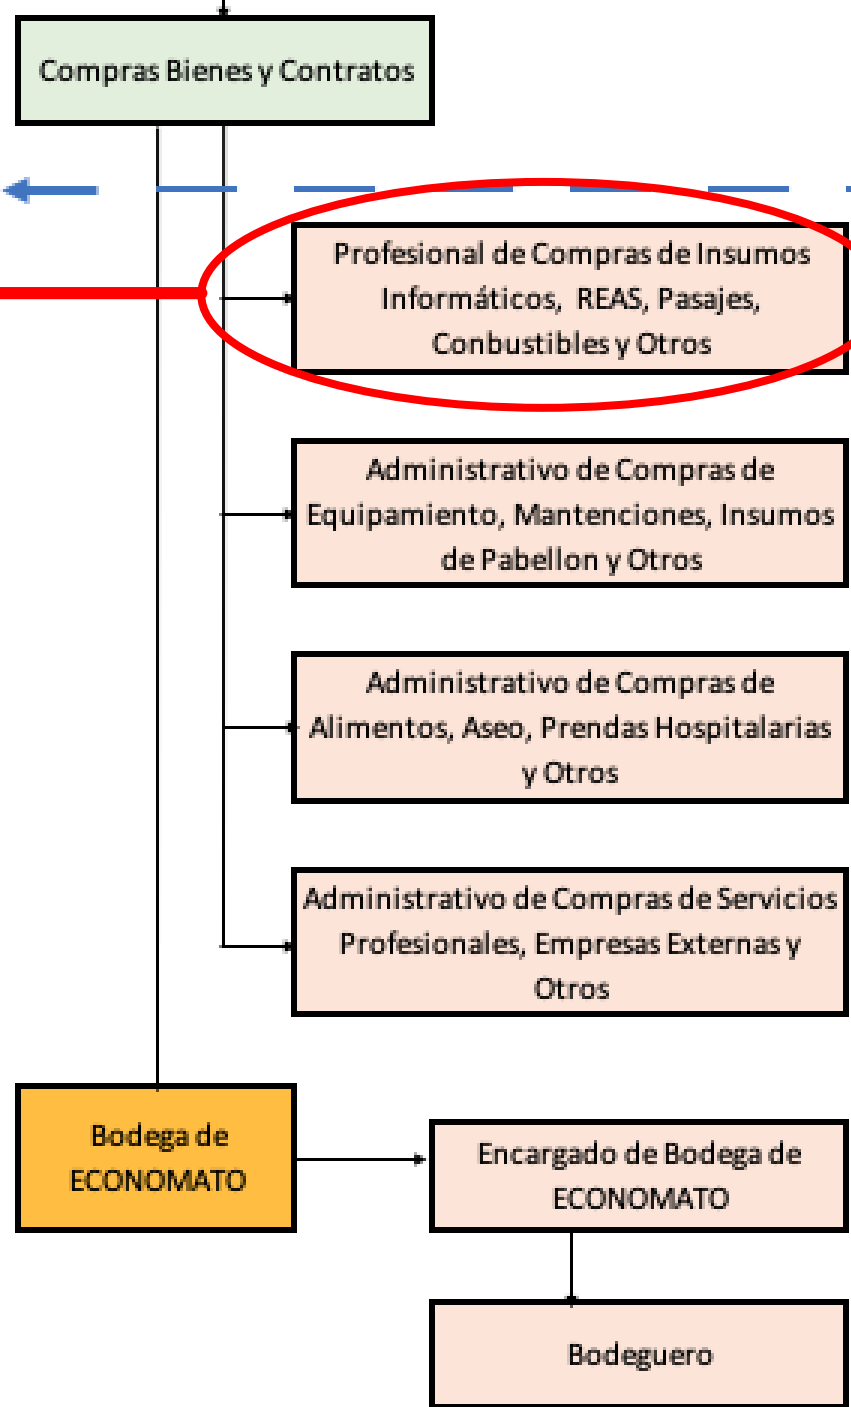 Compras Bienes y Contratos
Profesional de Compras de Insumos
Informáticos, REAS, Pasajes,
Conbustibles y Otros
Administrativo de Compras de
Equipamiento, Mantenciones, Insumos
de Pabellon y Otros
Administrativo de Compras de
Alimentos, Aseo, Prendas Hospitalarias
y Otros
Administrativo de Compras de Servicios
Profesionales, Empresas Externas y
Otros
Bodega de
ECONOMATO
Encargado de Bodega de
ECONOMATO
Bodeguero